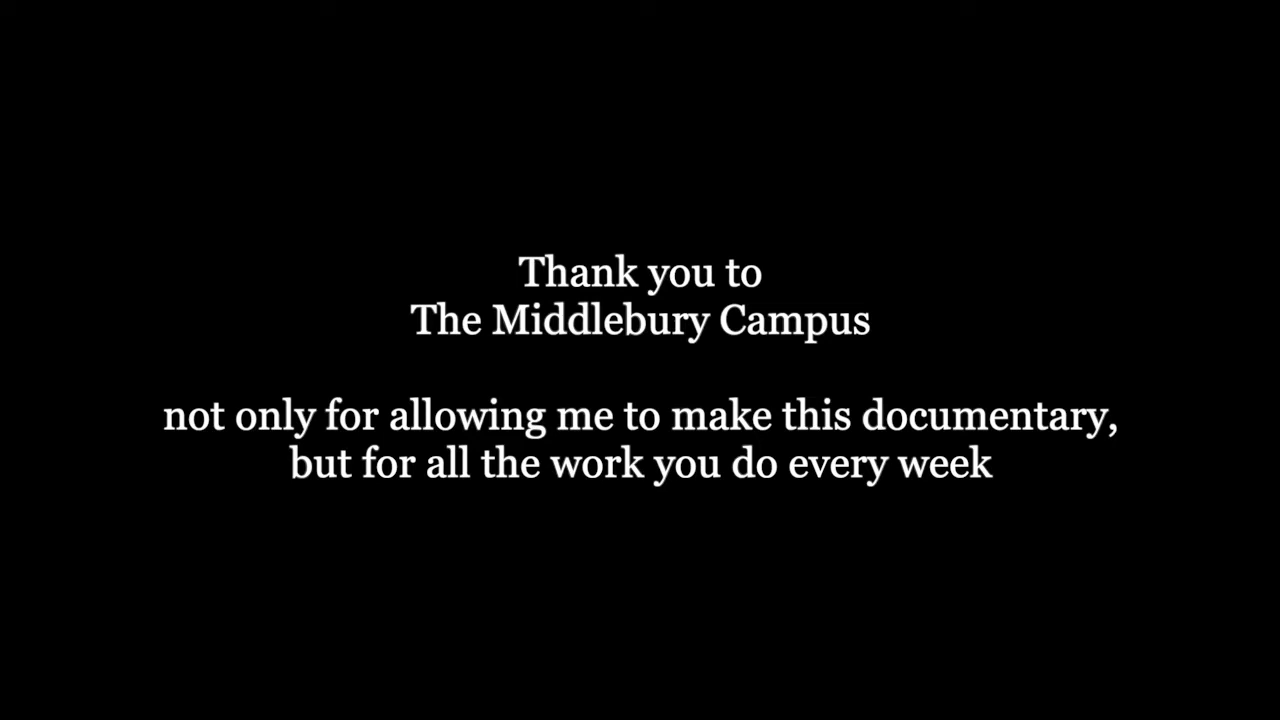 Thank you to
The Middlebury Campus
not only for allowing me to make this documentary,
but for all the work you do every week